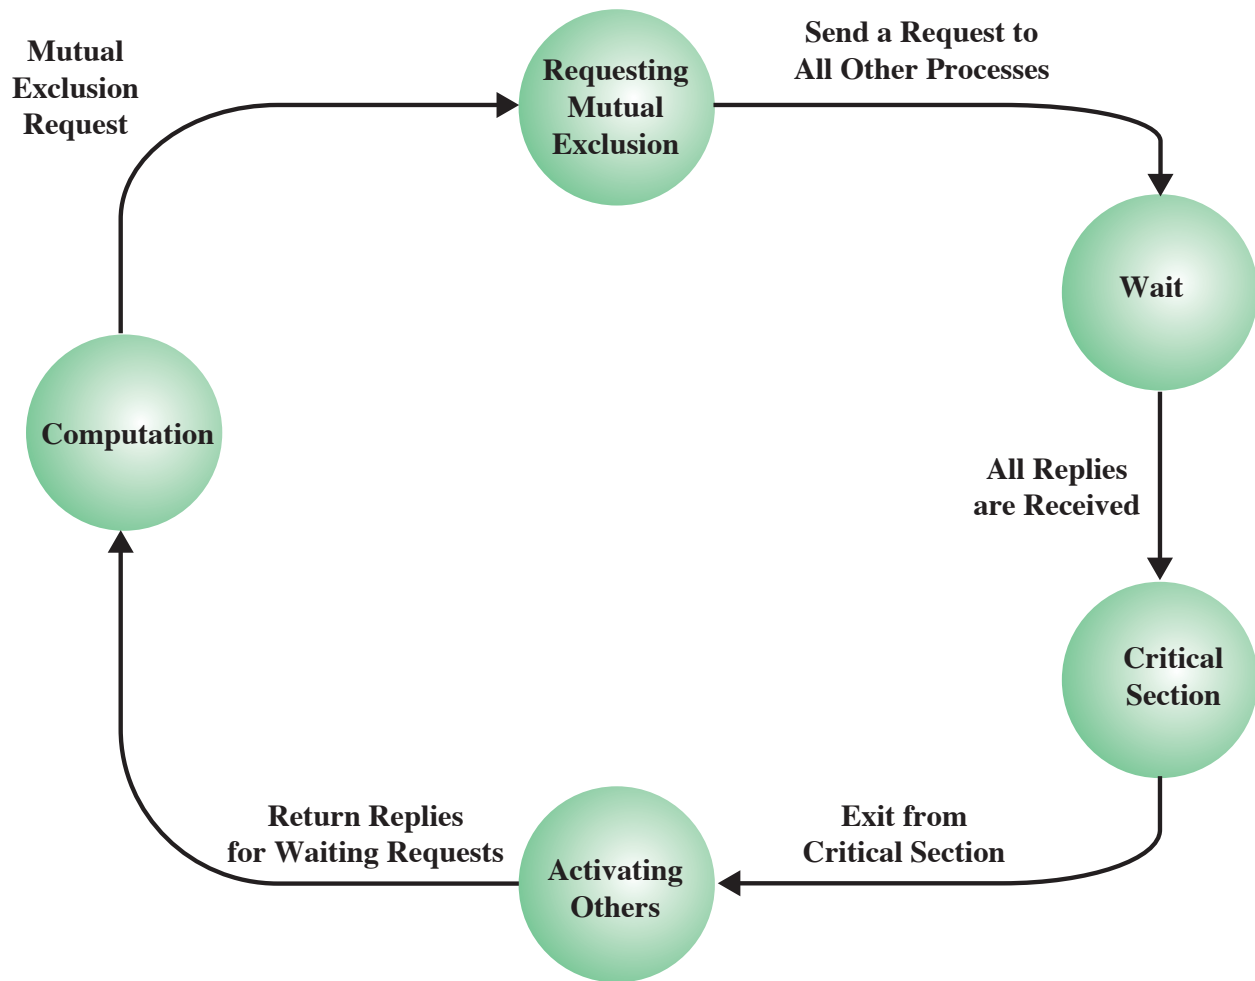 Mutual
Exclusion
Request
Requesting
Mutual
Exclusion
Send a Request to
All Other Processes
Wait
Computation
All Replies
are Received
Critical
Section
Return Replies
for Waiting Requests
Activating
Others
Exit from
Critical Section